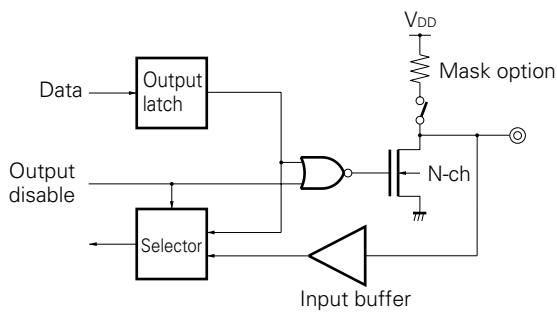 VDD
Mask option
Data
Output
latch
Output
disable
N-ch
Selector
Input buffer